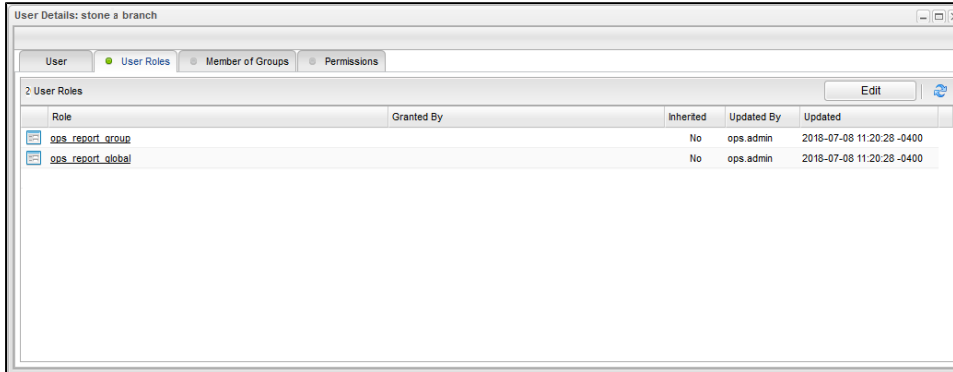 User Details: stone a branch
User User Roles Member of Groups Permissions
2 User Roles Edit
Role Granted By Inherited Updated By Updated
ops_report_group No ops.admin 2018-07-08 11:20:28 -0400
ops_report_global No ops.admin 2018-07-08 11:20:28 -0400